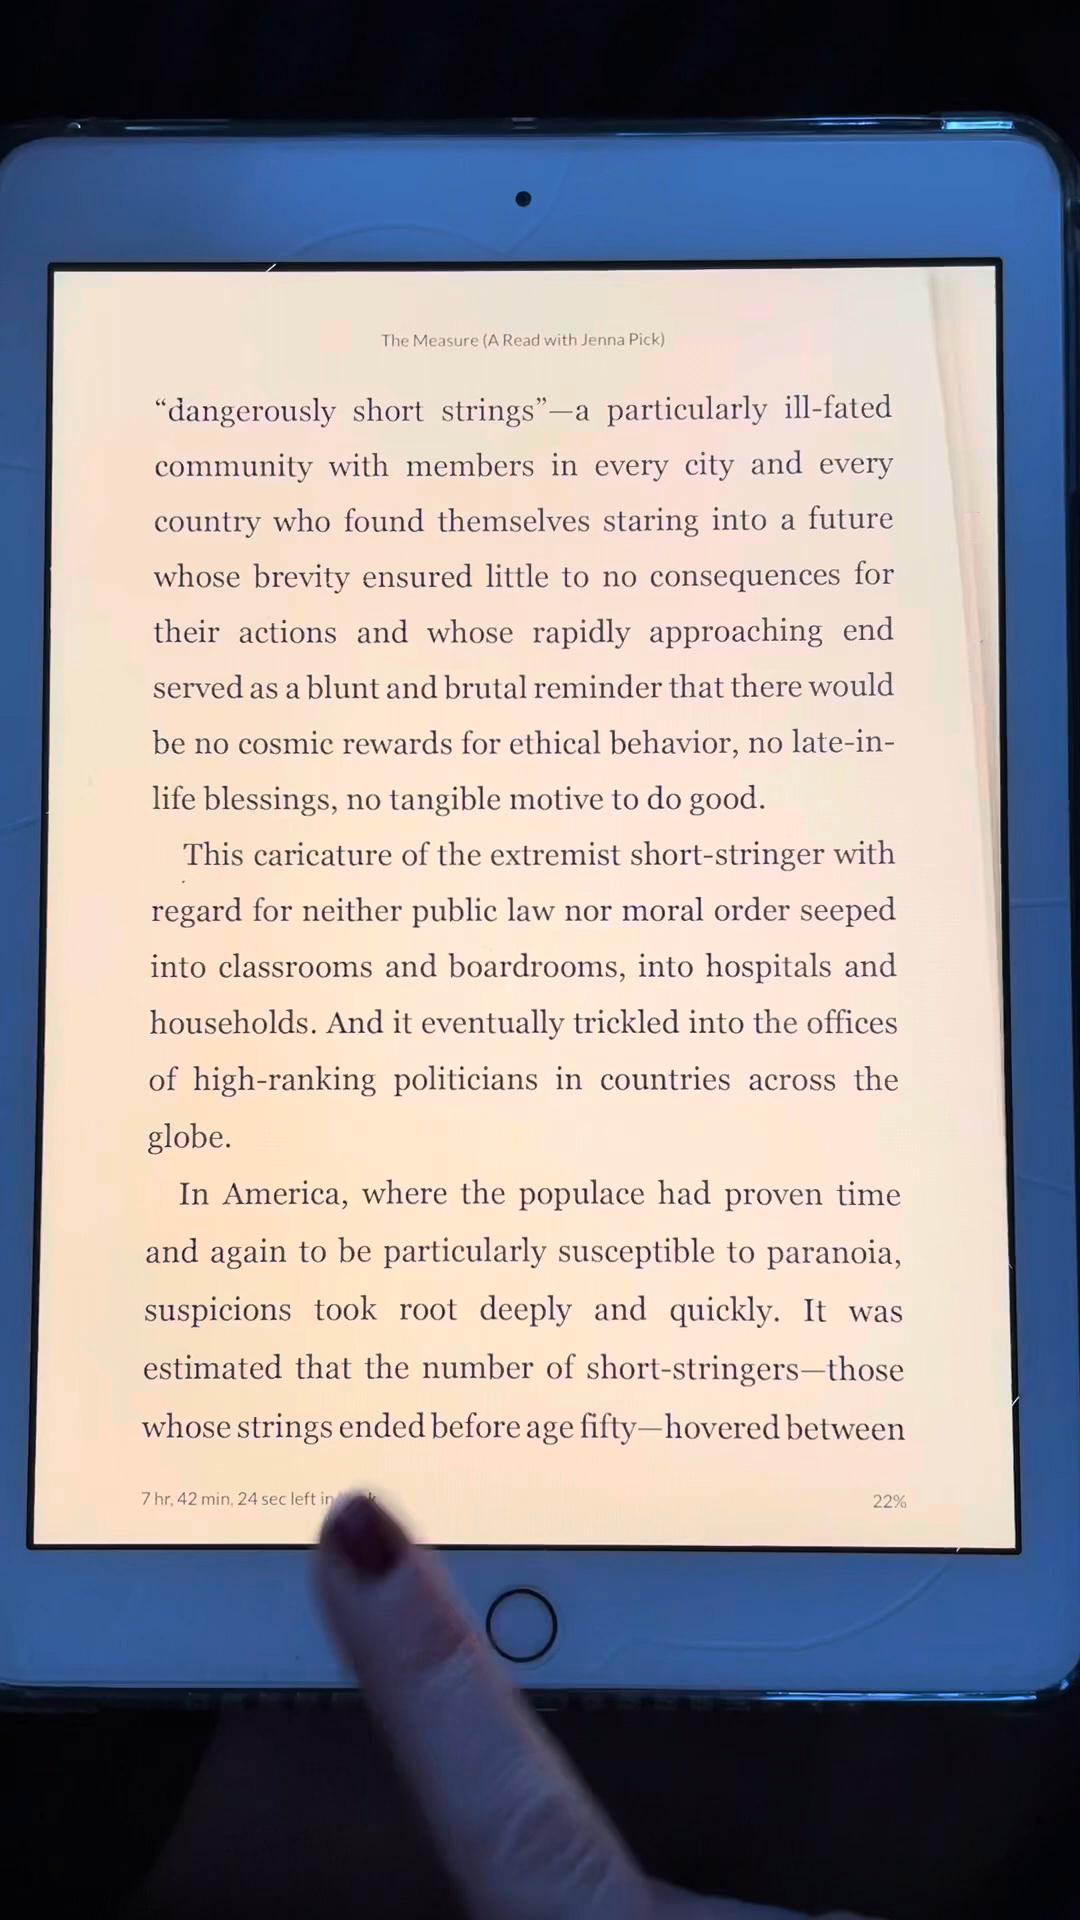 The Measure (A Read with Jenna Pick)
“dangerously short strings”—a particularly ill-fated
community with members in every city and every
country who found themselves staring into a future
whose brevity ensured little to no consequences for
their actions and whose rapidly approaching end
served as a blunt and brutal reminder that there would
be no cosmic rewards for ethical behavior, no late-in-
life blessings, no tangible motive to do good.
This caricature of the extremist short-stringer with
regard for neither public law nor moral order seeped
into classrooms and boardrooms, into hospitals and
households. And it eventually trickled into the offices
of high-ranking politicians in countries across the
globe.
In America, where the populace had proven time
and again to be particularly susceptible to paranoia,
suspicions took root deeply and quickly. It was
estimated that the number of short-stringers—those
whose strings ended before age fifty—hovered between
7 hr, 42 min, 24 sec left in
22%